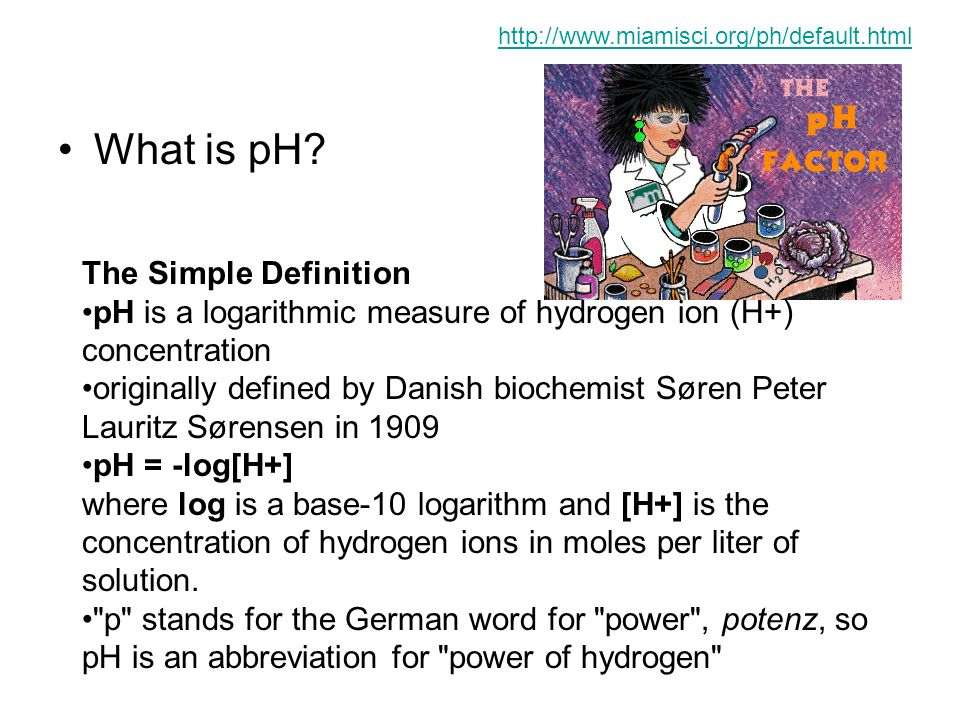 http://www.miamisci.org/ph/default.html
THE
pH
FACTOR
• What is pH?
H2O
The Simple Definition
•pH is a logarithmic measure of hydrogen ion (H+)
concentration
•originally defined by Danish biochemist Søren Peter
Lauritz Sørensen in 1909
•pH = -log[H+]
where log is a base-10 logarithm and [H+] is the
concentration of hydrogen ions in moles per liter of
solution.
•"p" stands for the German word for "power", potenz, so
pH is an abbreviation for "power of hydrogen"